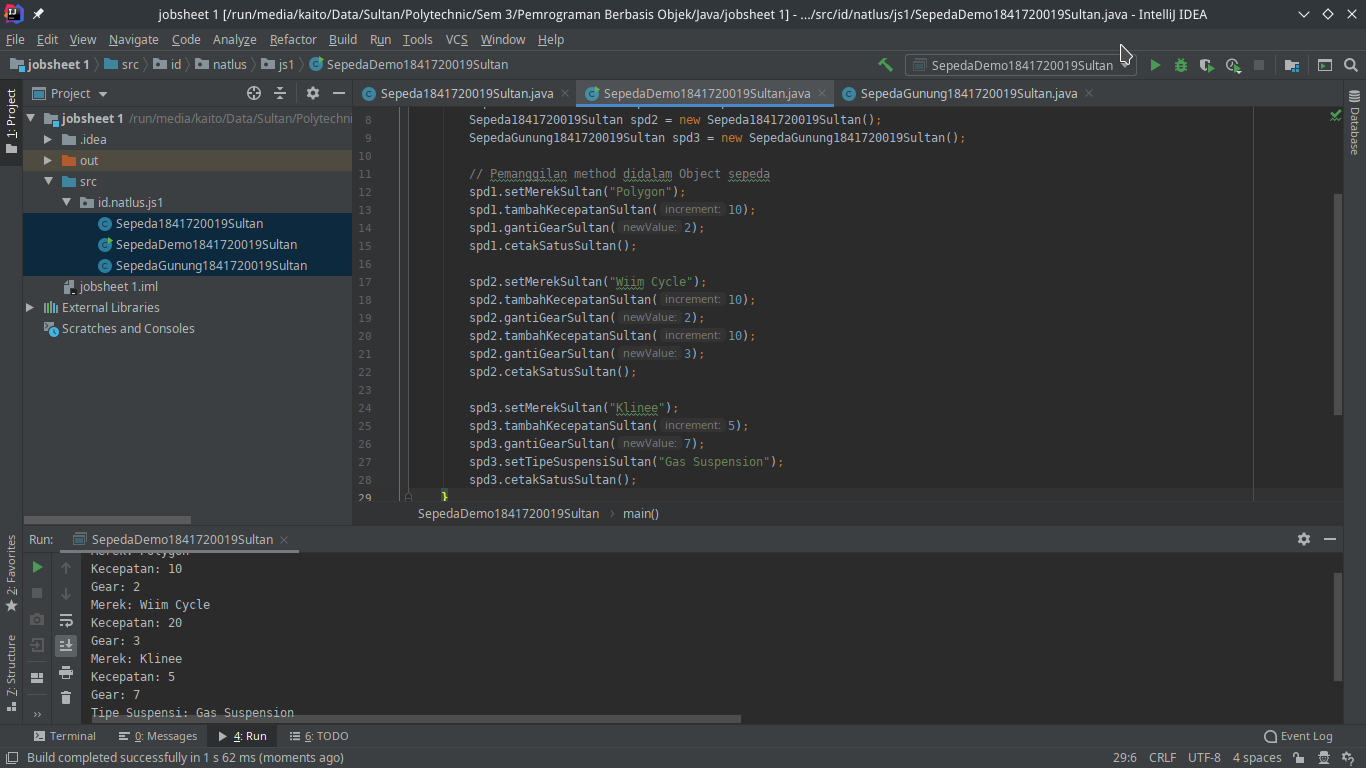 jobsheet 1 [/run/media/kaito/Data/Sultan/Polytechnic/Sem 3/Pemrograman Berbasis Objek/Java/jobsheet 1] - .../src/id/natlus/js1/SepedaDemo1841720019Sultan.java - IntelliJ IDEA
File Edit View Navigate Code Analyze Refactor Build Run Tools VCS Window Help
jobsheet 1 src id natlus js1 SepedaDemo1841720019Sultan SepedaDemo1841720019Sultan
1: Project
Project
Sepeda1841720019Sultan.java SepedaDemo1841720019Sultan.java SepedaGunung1841720019Sultan.java
Database
jobsheet 1 /run/media/kaito/Data/Sultan/Polytechni
.idea
out
src
id.natlus.js1
Sepeda1841720019Sultan
SepedaDemo1841720019Sultan
SepedaGunung1841720019Sultan
jobsheet 1.iml
External Libraries
Scratches and Consoles
8 Sepeda1841720019Sultan spd2 = new Sepeda1841720019Sultan();
9 SepedaGunung1841720019Sultan spd3 = new SepedaGunung1841720019Sultan();
10
11 // Pemanggilan method didalam Object sepeda
12 spd1.setMerekSultan("Polygon");
13 spd1.tambahKecepatanSultan( increment: 10);
14 spd1.gantiGearSultan( newValue: 2);
15 spd1.cetakSatusSultan();
16
17 spd2.setMerekSultan("Wiim Cycle");
18 spd2.tambahKecepatanSultan( increment: 10);
19 spd2.gantiGearSultan( newValue: 2);
20 spd2.tambahKecepatanSultan( increment: 10);
21 spd2.gantiGearSultan( newValue: 3);
22 spd2.cetakSatusSultan();
23
24 spd3.setMerekSultan("Klinee");
25 spd3.tambahKecepatanSultan( increment: 5);
26 spd3.gantiGearSultan( newValue: 7);
27 spd3.setTipeSuspensiSultan("Gas Suspension");
28 spd3.cetakSatusSultan();
29 }
SepedaDemo1841720019Sultan main()
Run: SepedaDemo1841720019Sultan
2: Favorites
7: Structure
Merek: Polygon
Kecepatan: 10
Gear: 2
Merek: Wiim Cycle
Kecepatan: 20
Gear: 3
Merek: Klinee
Kecepatan: 5
Gear: 7
Tipe Suspensi: Gas Suspension
Terminal 0: Messages 4: Run 6: TODO Event Log
Build completed successfully in 1 s 62 ms (moments ago) 29:6 CRLF UTF-8 4 spaces